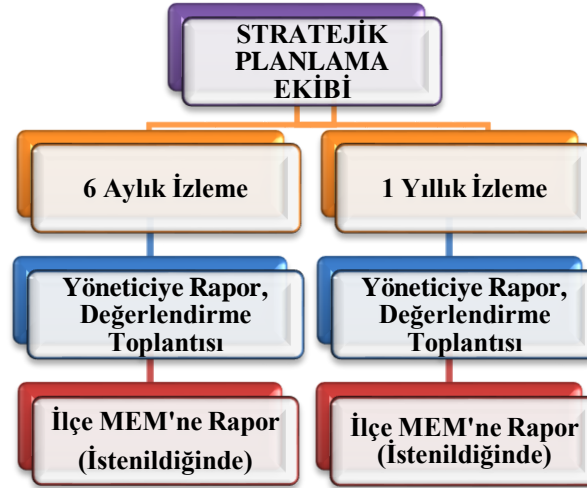 STRATEJİK
PLANLAMA
EKİBİ
6 Aylık İzleme
1 Yıllık İzleme
Yöneticiye Rapor,
Değerlendirme
Toplantısı
Yöneticiye Rapor,
Değerlendirme
Toplantısı
İlçe MEM'ne Rapor
(İstenildiğinde)
İlçe MEM'ne Rapor
(İstenildiğinde)